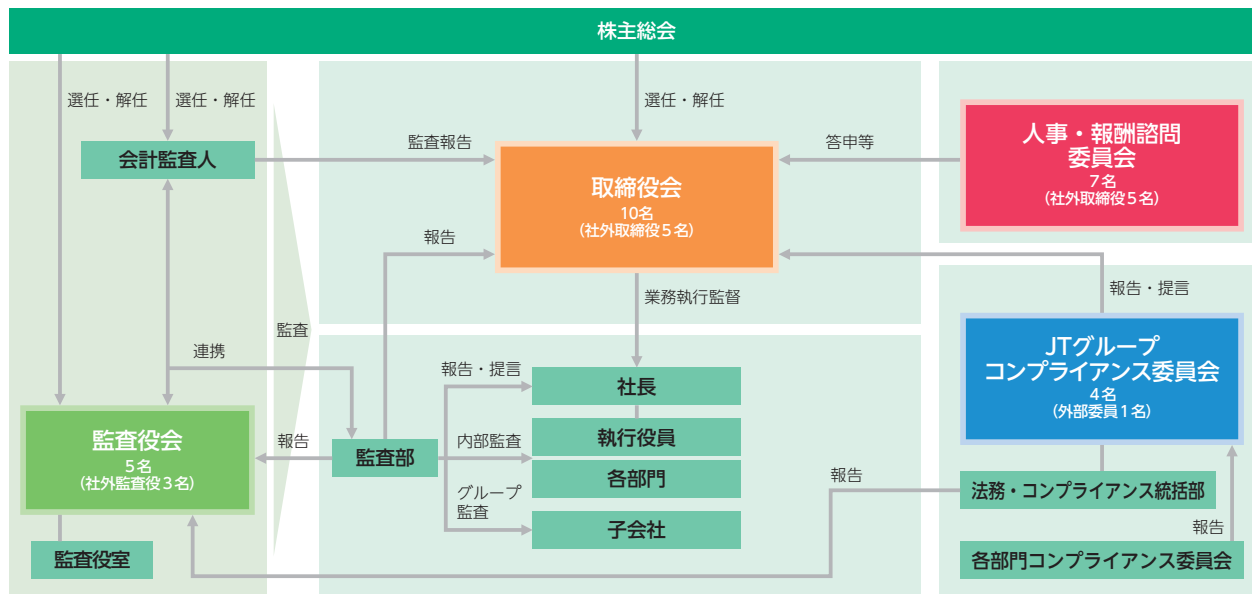 株主総会
選任・解任
選任・解任
選任・解任
会計監査人
監査報告
答申等
人事・報酬諮問
委員会
7名
(社外取締役5名)
取締役会
10名
(社外取締役5名)
報告
業務執行監督
報告・提言
監査
連携
JTグループ
コンプライアンス委員会
4名
(外部委員1名)
報告・提言
社長
監査役会
5名
(社外監査役3名)
報告
監査部
内部監査
執行役員
各部門
グループ
監査
子会社
報告
法務・コンプライアンス統括部
報告
監査役室
各部門コンプライアンス委員会